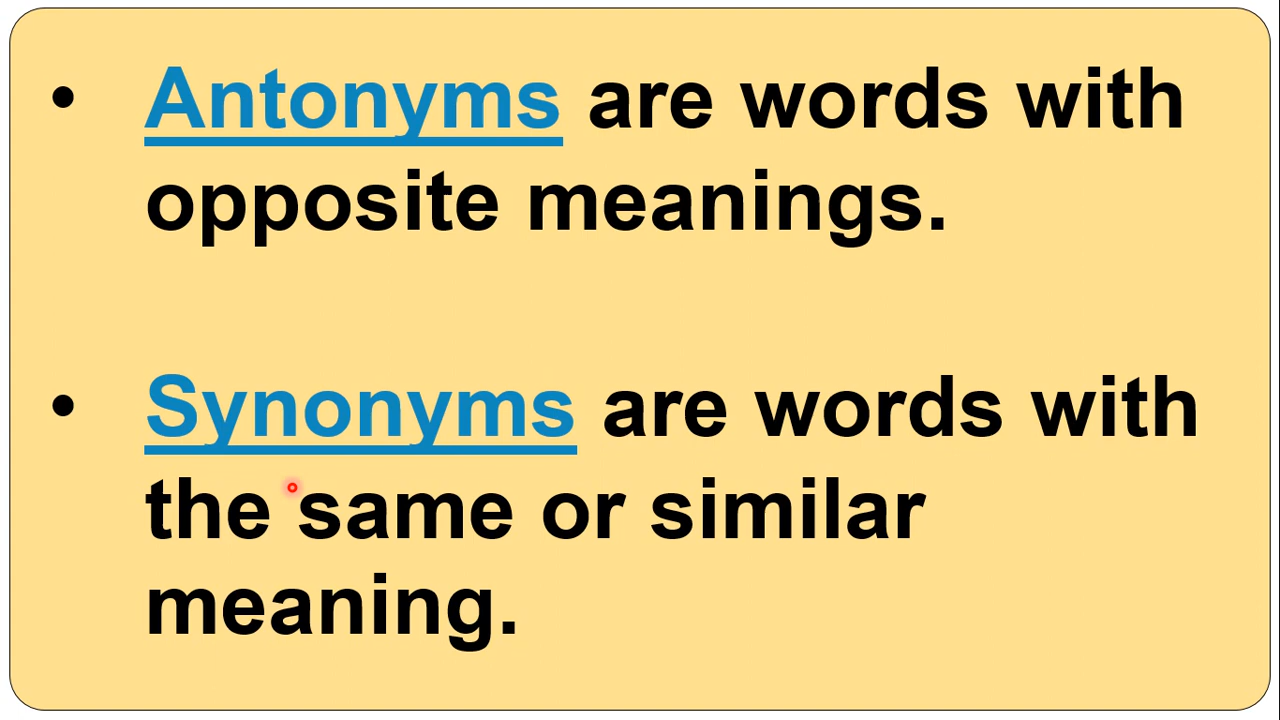 • Antonyms are words with
opposite meanings.
• Synonyms are words with
the same or similar
meaning.